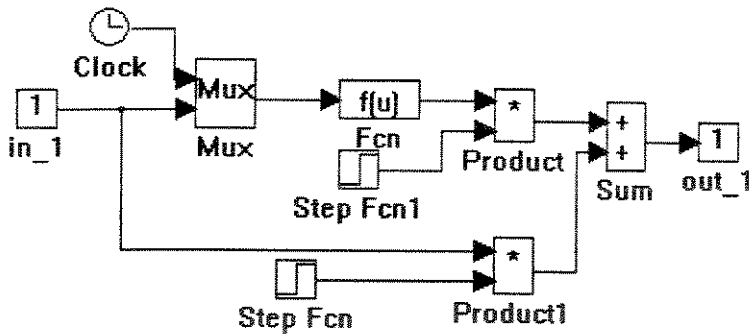 Clock
1
in_1
Mux
Mux
f(u)
Fcn
Step Fcn1
*
Product
+
+
Sum
1
out_1
Step Fcn
*
Product1